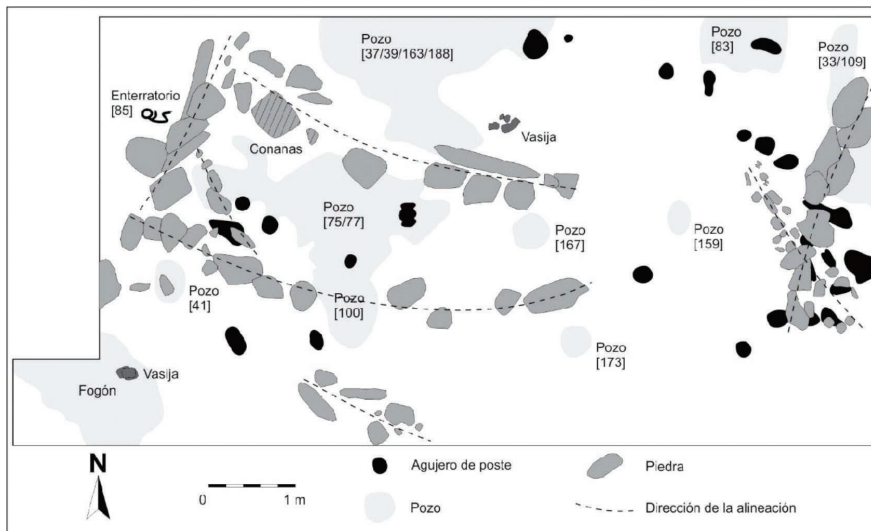 Pozo
[37/39/163/188]
Pozo
[83]
Pozo
[33/109]
Enterratorio
[85]
Conanas
Vasija
Pozo
[75/77]
Pozo
[167]
Pozo
[159]
Pozo
[41]
Pozo
[100]
Pozo
[173]
Fogón
Vasija
N
0 1 m
Agujero de poste
Piedra
Pozo
Dirección de la alineación